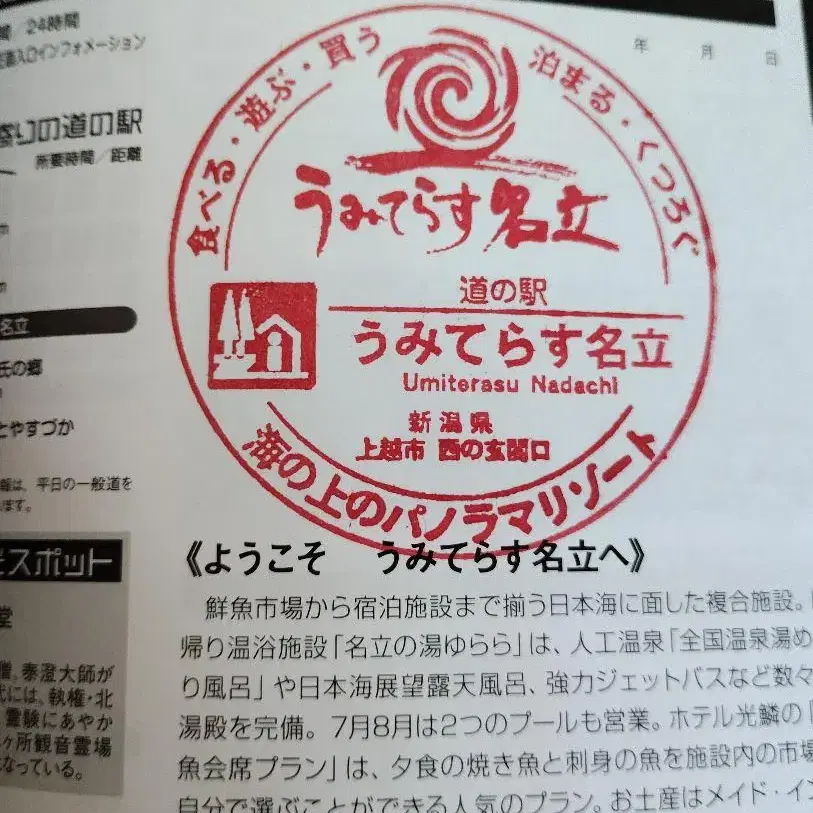 /24時間
インフォメーション
の道の駅
所要時間/距離
名立
氏の郷
とやすづか
報は、平日の一般道を
ます。
スポット
堂
僧。泰澄大師が
代には、執権・北
。霊験にあやか
ヶ所観音霊場
なっている。
年 月 日
食べる・遊ぶ・買う 泊まる・くつろぐ
うみてらす名立
道の駅
うみてらす名立
Umiterasu Nadachi
新潟県
上越市 西の玄関口
海の上のパノラマリゾート
《ようこそ うみてらす名立へ》
鮮魚市場から宿泊施設まで揃う日本海に面した複合施設。
帰り温浴施設「名立の湯ゆらら」は、人工温泉「全国温泉湯め
り風呂」や日本海展望露天風呂、強力ジェットバスなど数々
湯殿を完備。7月8月は2つのプールも営業。ホテル光鱗の「
魚会席プラン」は、夕食の焼き魚と刺身の魚を施設内の市場
自分で選ぶことができる人気のプラン。お土産はメイド・イン